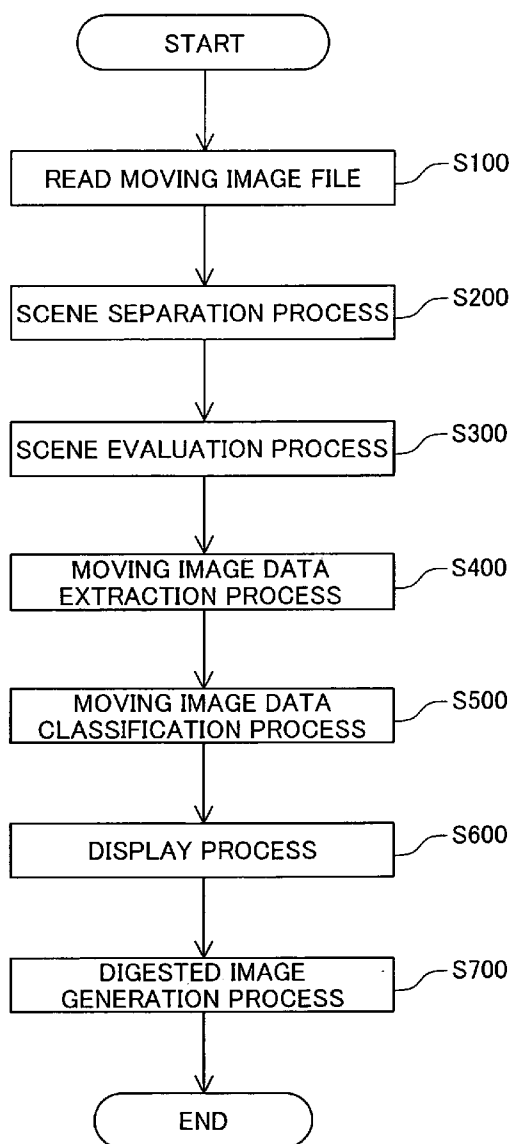 START
READ MOVING IMAGE FILE
S100
SCENE SEPARATION PROCESS
S200
SCENE EVALUATION PROCESS
S300
MOVING IMAGE DATA
EXTRACTION PROCESS
S400
MOVING IMAGE DATA
CLASSIFICATION PROCESS
S500
DISPLAY PROCESS
S600
DIGESTED IMAGE
GENERATION PROCESS
S700
END